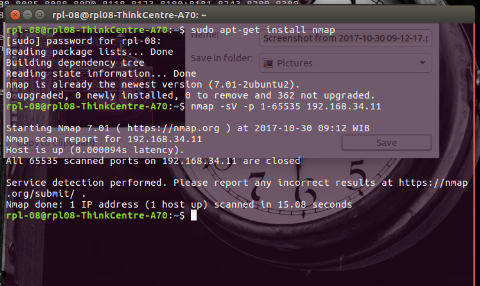 rpl-08@rpl08-ThinkCentre-A70: ~
rpl-08@rpl08-ThinkCentre-A70:~$ sudo apt-get install nmap
[sudo] password for rpl-08:
Reading package lists... Done
Building dependency tree
Reading state information... Done
nmap is already the newest version (7.01-2ubuntu2).
0 upgraded, 0 newly installed, 0 to remove and 362 not upgraded.
rpl-08@rpl08-ThinkCentre-A70:~$ nmap -sV -p 1-65535 192.168.34.11
Starting Nmap 7.01 ( https://nmap.org ) at 2017-10-30 09:12 WIB
Nmap scan report for 192.168.34.11
Host is up (0.000094s latency).
All 65535 scanned ports on 192.168.34.11 are closed
Service detection performed. Please report any incorrect results at https://nmap
.org/submit/ .
Nmap done: 1 IP address (1 host up) scanned in 15.08 seconds
rpl-08@rpl08-ThinkCentre-A70:~$
Name:
Screenshot from 2017-10-30 09-12-17.p
Save in folder:
Pictures
Save